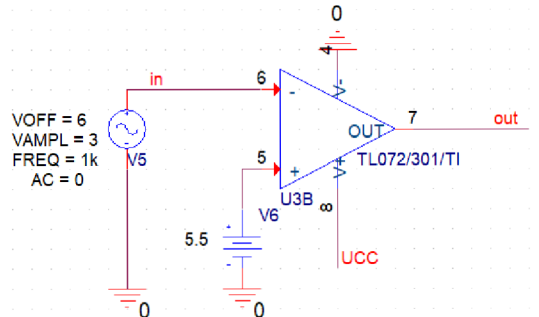 0
4
V-
in
6
-
7
out
VOFF = 6
VAMPL = 3
FREQ = 1k
AC = 0
+
-
V5
OUT
TL072/301/TI
5
+
V+
U3B
8
V6
+
5.5
-
UCC
0
0